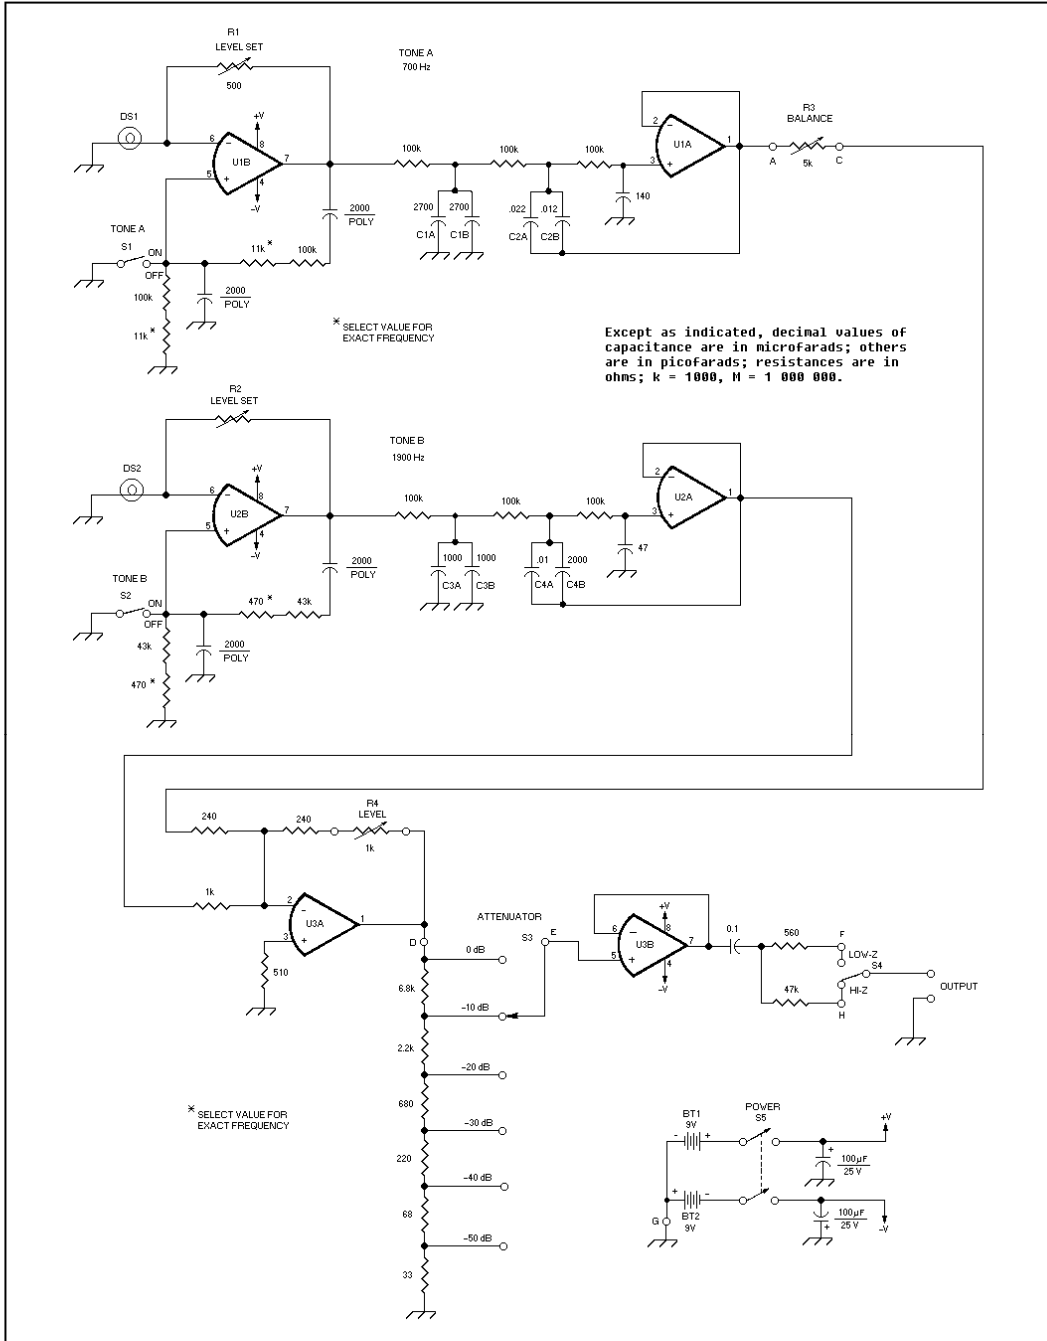 R1
LEVEL SET
500
TONE A
700 Hz
DS1
+V
6
−
8
U1B
7
5
+
4
−V
100k
100k
100k
2
−
U1A
1
3
+
R3
BALANCE
A
5k
C
140
2700
2700
C1A
C1B
.022
.012
C2A
C2B
2000
POLY
TONE A
S1
ON
OFF
11k *
100k
100k
11k *
2000
POLY
* SELECT VALUE FOR
EXACT FREQUENCY
Except as indicated, decimal values of
capacitance are in microfarads; others
are in picofarads; resistances are in
ohms; k = 1000, M = 1 000 000.
R2
LEVEL SET
TONE B
1900 Hz
DS2
+V
6
−
8
U2B
7
5
+
4
−V
100k
100k
100k
2
−
U2A
1
3
+
47
1000
1000
C3A
C3B
.01
2000
C4A
C4B
2000
POLY
TONE B
S2
ON
OFF
470 *
43k
43k
470 *
2000
POLY
240
240
R4
LEVEL
1k
1k
2
−
U3A
1
3
+
510
D
ATTENUATOR
S3
E
0 dB
6.8k
−10 dB
2.2k
−20 dB
680
−30 dB
220
−40 dB
68
−50 dB
33
+V
6
−
8
U3B
7
5
+
4
−V
0.1
560
F
LOW-Z
S4
HI-Z
47k
H
OUTPUT
* SELECT VALUE FOR
EXACT FREQUENCY
BT1
9V
POWER
S5
-
+
+V
+
100µF
25 V
+
-
BT2
9V
G
100µF
25 V
+
−V